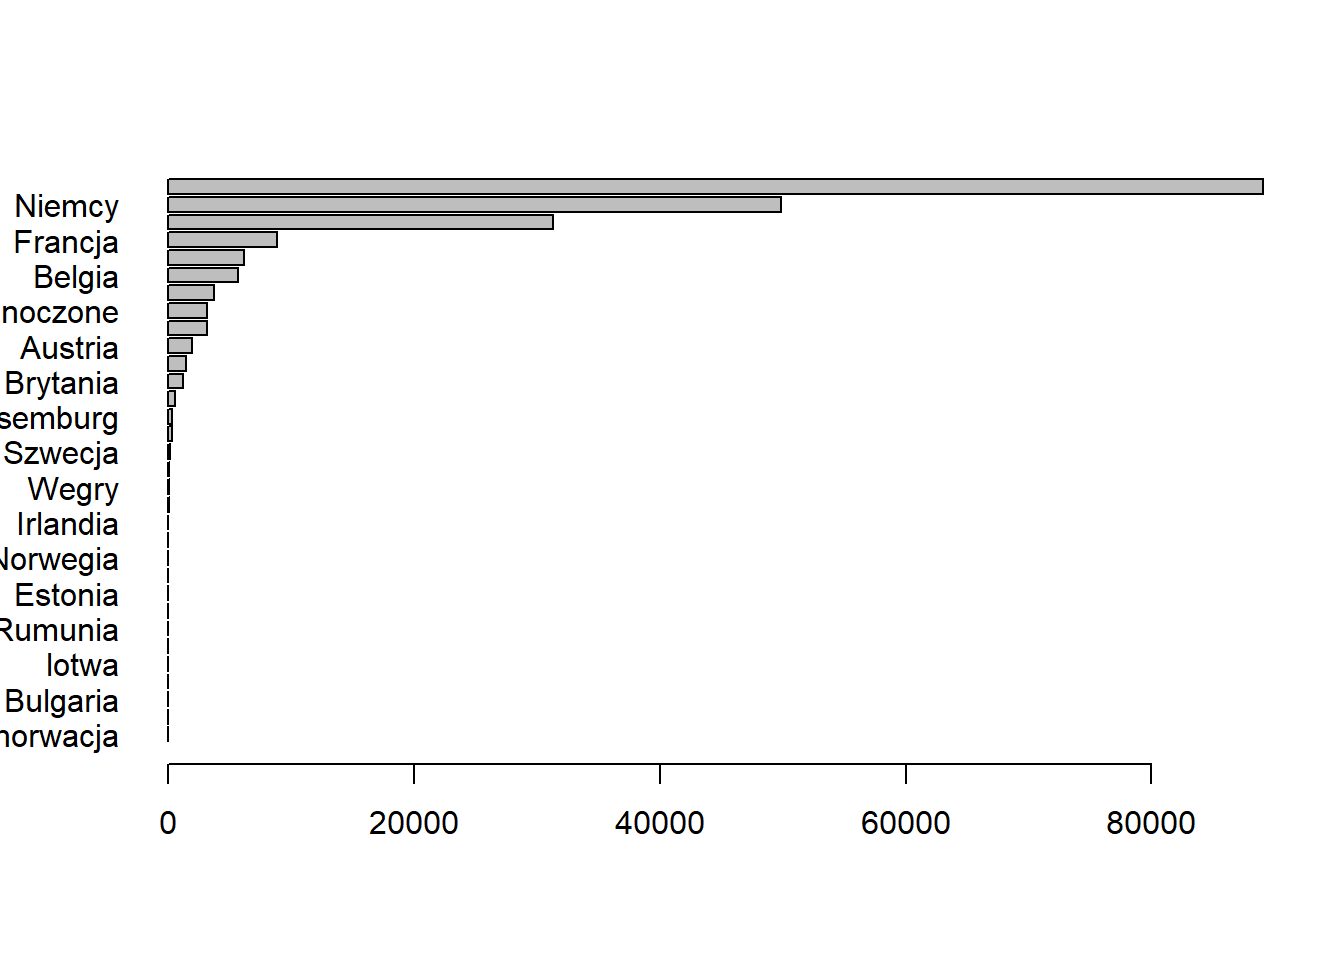 Niemcy
Francja
Belgia
noczone
Austria
Brytania
semburg
Szwecja
Wegry
Irlandia
Norwegia
Estonia
Rumunia
lotwa
Bulgaria
horwacja
0 20000 40000 60000 80000